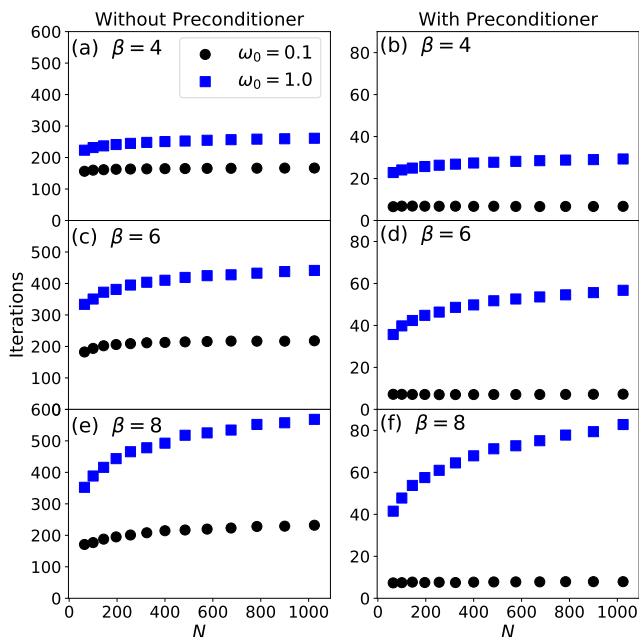 Without Preconditioner
With Preconditioner
(a) β = 4
ω₀ = 0.1
ω₀ = 1.0
600
500
400
300
200
100
0
(b) β = 4
80
60
40
20
0
(c) β = 6
500
400
300
200
100
0
(d) β = 6
80
60
40
20
0
Iterations
(e) β = 8
600
500
400
300
200
100
0
0 200 400 600 800 1000
N
(f) β = 8
80
60
40
20
0
0 200 400 600 800 1000
N